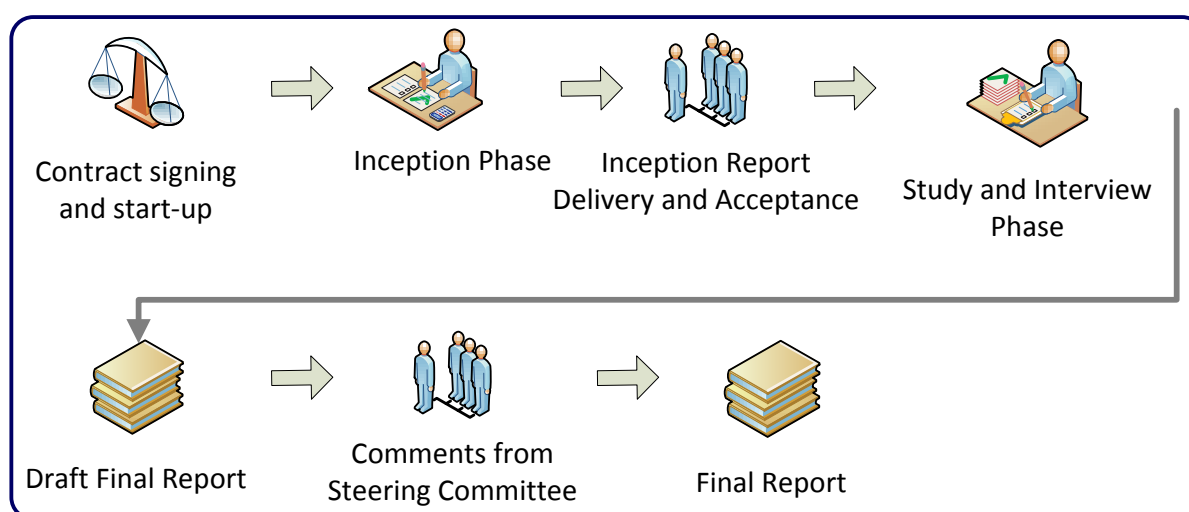 Contract signing
and start-up
Inception Phase
Inception Report
Delivery and Acceptance
Study and Interview
Phase
Draft Final Report
Comments from
Steering Committee
Final Report